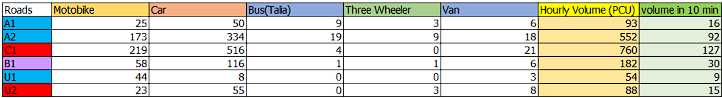 Roads Motobike Car Bus(Talia) Three Wheeler Van Hourly Volume (PCU) volume in 10 min
A1 25 50 9 3 6 93 16
A2 173 334 19 9 18 552 92
C1 219 516 4 0 21 760 127
B1 58 116 1 1 6 182 30
U1 44 8 0 0 3 54 9
U2 23 55 0 3 8 88 15